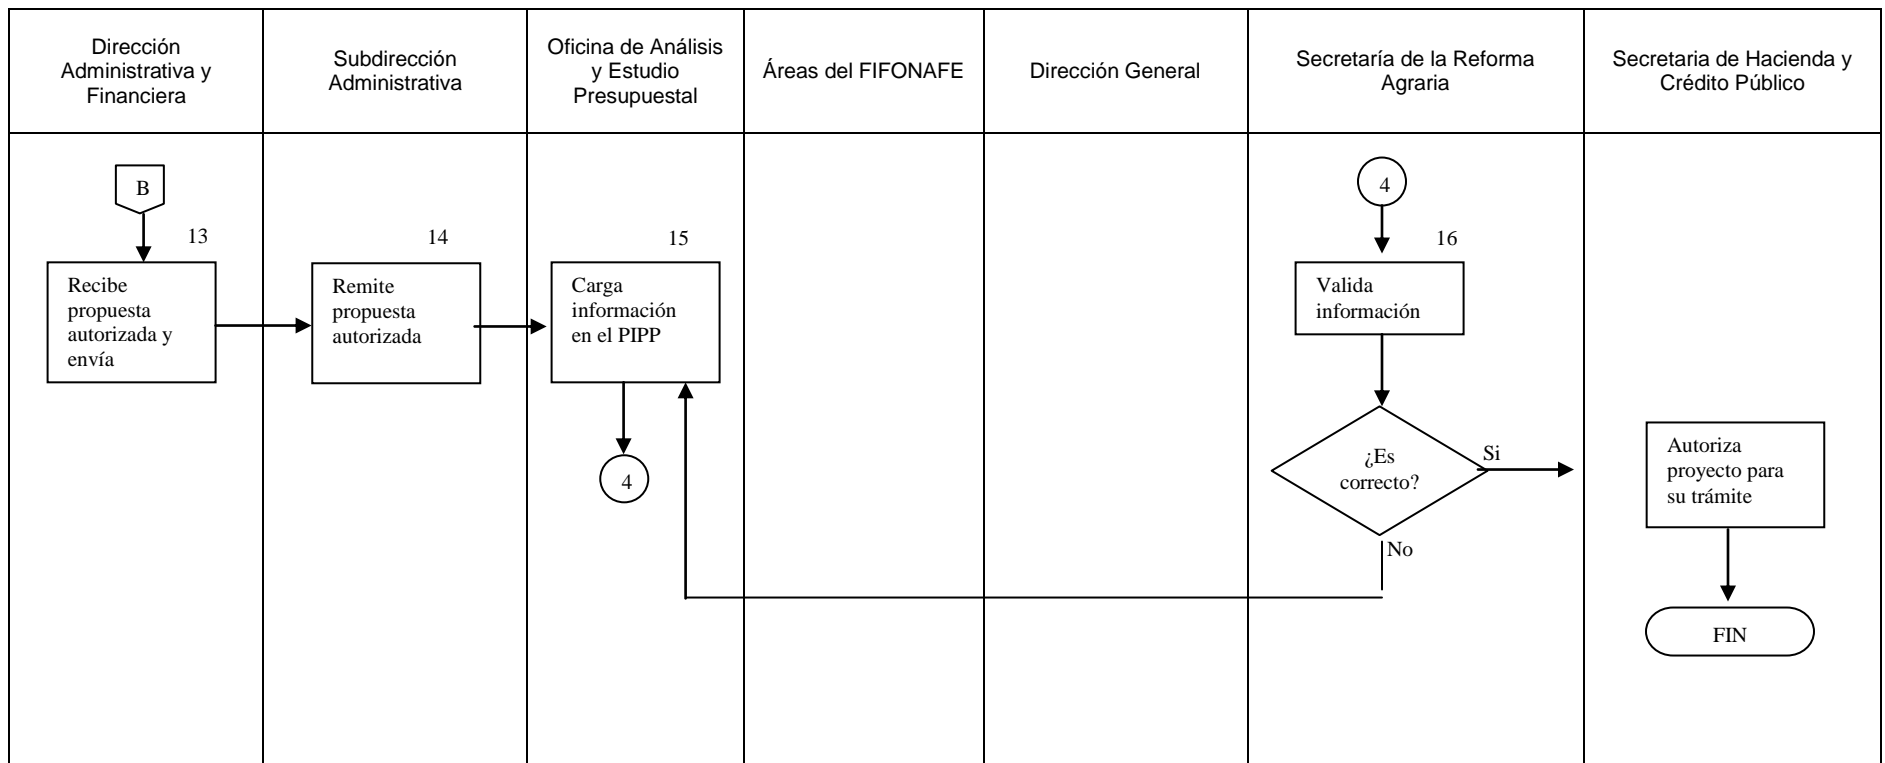 Dirección
Administrativa y
Financiera
Subdirección
Administrativa
Oficina de Análisis
y Estudio
Presupuestal
Áreas del FIFONAFE
Dirección General
Secretaría de la Reforma
Agraria
Secretaria de Hacienda y
Crédito Público
B
13
Recibe
propuesta
autorizada y
envía
14
Remite
propuesta
autorizada
15
Carga
información
en el PIPP
4
4
16
Valida
información
¿Es
correcto?
Si
No
Autoriza
proyecto para
su trámite
FIN